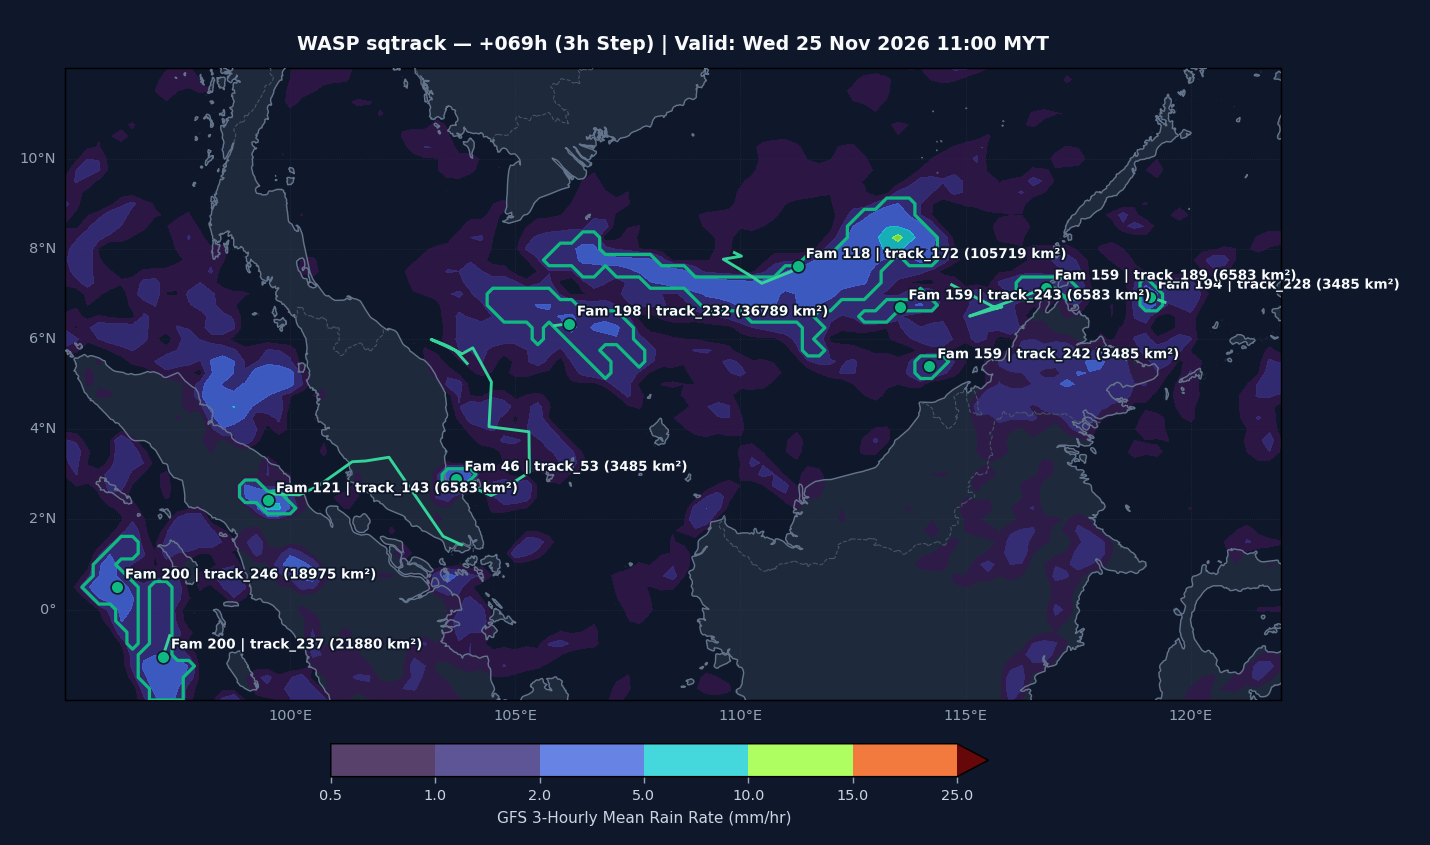 WASP sqtrack — +069h (3h Step) | Valid: Wed 25 Nov 2026 11:00 MYT
10°N
8°N
6°N
4°N
2°N
0°
Fam 118 | track_172 (105719 km²)
Fam 159 | track_189 (6583 km²)
Fam 194 | track_228 (3485 km²)
Fam 159 | track_243 (6583 km²)
Fam 198 | track_232 (36789 km²)
Fam 159 | track_242 (3485 km²)
Fam 46 | track_53 (3485 km²)
Fam 121 | track_143 (6583 km²)
Fam 200 | track_246 (18975 km²)
Fam 200 | track_237 (21880 km²)
100°E 105°E 110°E 115°E 120°E
0.5 1.0 2.0 5.0 10.0 15.0 25.0
GFS 3-Hourly Mean Rain Rate (mm/hr)